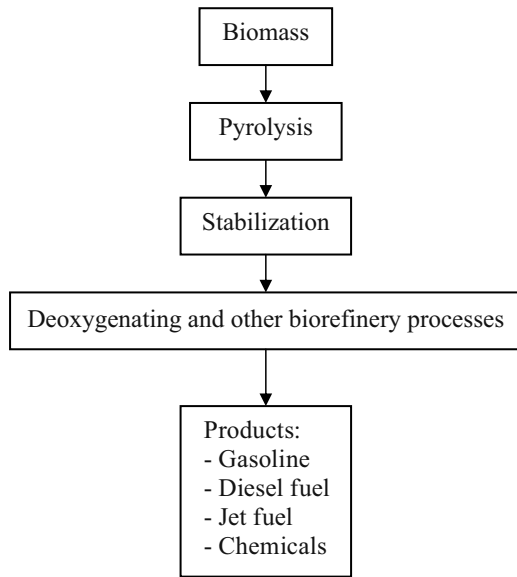 Biomass
Pyrolysis
Stabilization
Deoxygenating and other biorefinery processes
Products:
- Gasoline
- Diesel fuel
- Jet fuel
- Chemicals